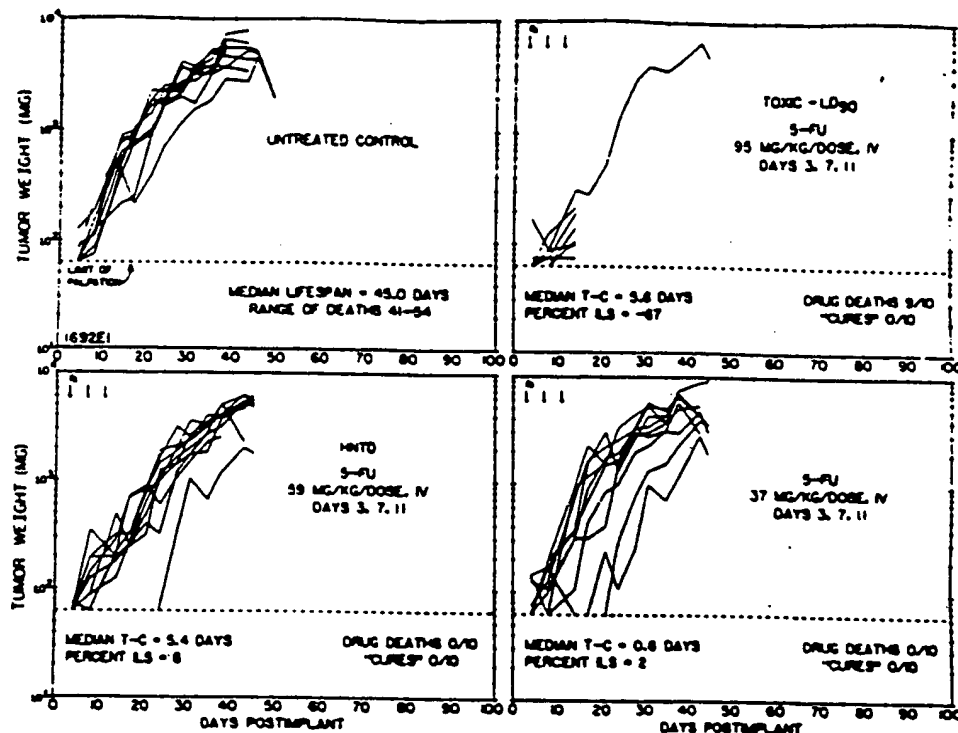 TUMOR WEIGHT (MG)
10⁴
10³
10²
10¹
UNTREATED CONTROL
LIMIT OF
PALPATION
MEDIAN LIFESPAN = 45.0 DAYS
RANGE OF DEATHS 41-54
1692E1
0 10 20 30 40 50 60 70 80 90 100
TOXIC - LD90
5-FU
95 MG/KG/DOSE, IV
DAYS 3, 7, 11
MEDIAN T-C = 5.6 DAYS
PERCENT ILS = -67
DRUG DEATHS 9/10
"CURES" 0/10
0 10 20 30 40 50 60 70 80 90 100
TUMOR WEIGHT (MG)
10³
10²
HNTD
5-FU
59 MG/KG/DOSE, IV
DAYS 3, 7, 11
MEDIAN T-C = 5.4 DAYS
PERCENT ILS = 6
DRUG DEATHS 0/10
"CURES" 0/10
0 10 20 30 40 50 60 70 80 90 100
DAYS POSTIMPLANT
5-FU
37 MG/KG/DOSE, IV
DAYS 3, 7, 11
MEDIAN T-C = 0.6 DAYS
PERCENT ILS = 2
DRUG DEATHS 0/10
"CURES" 0/10
0 10 20 30 40 50 60 70 80 90 100
DAYS POSTIMPLANT